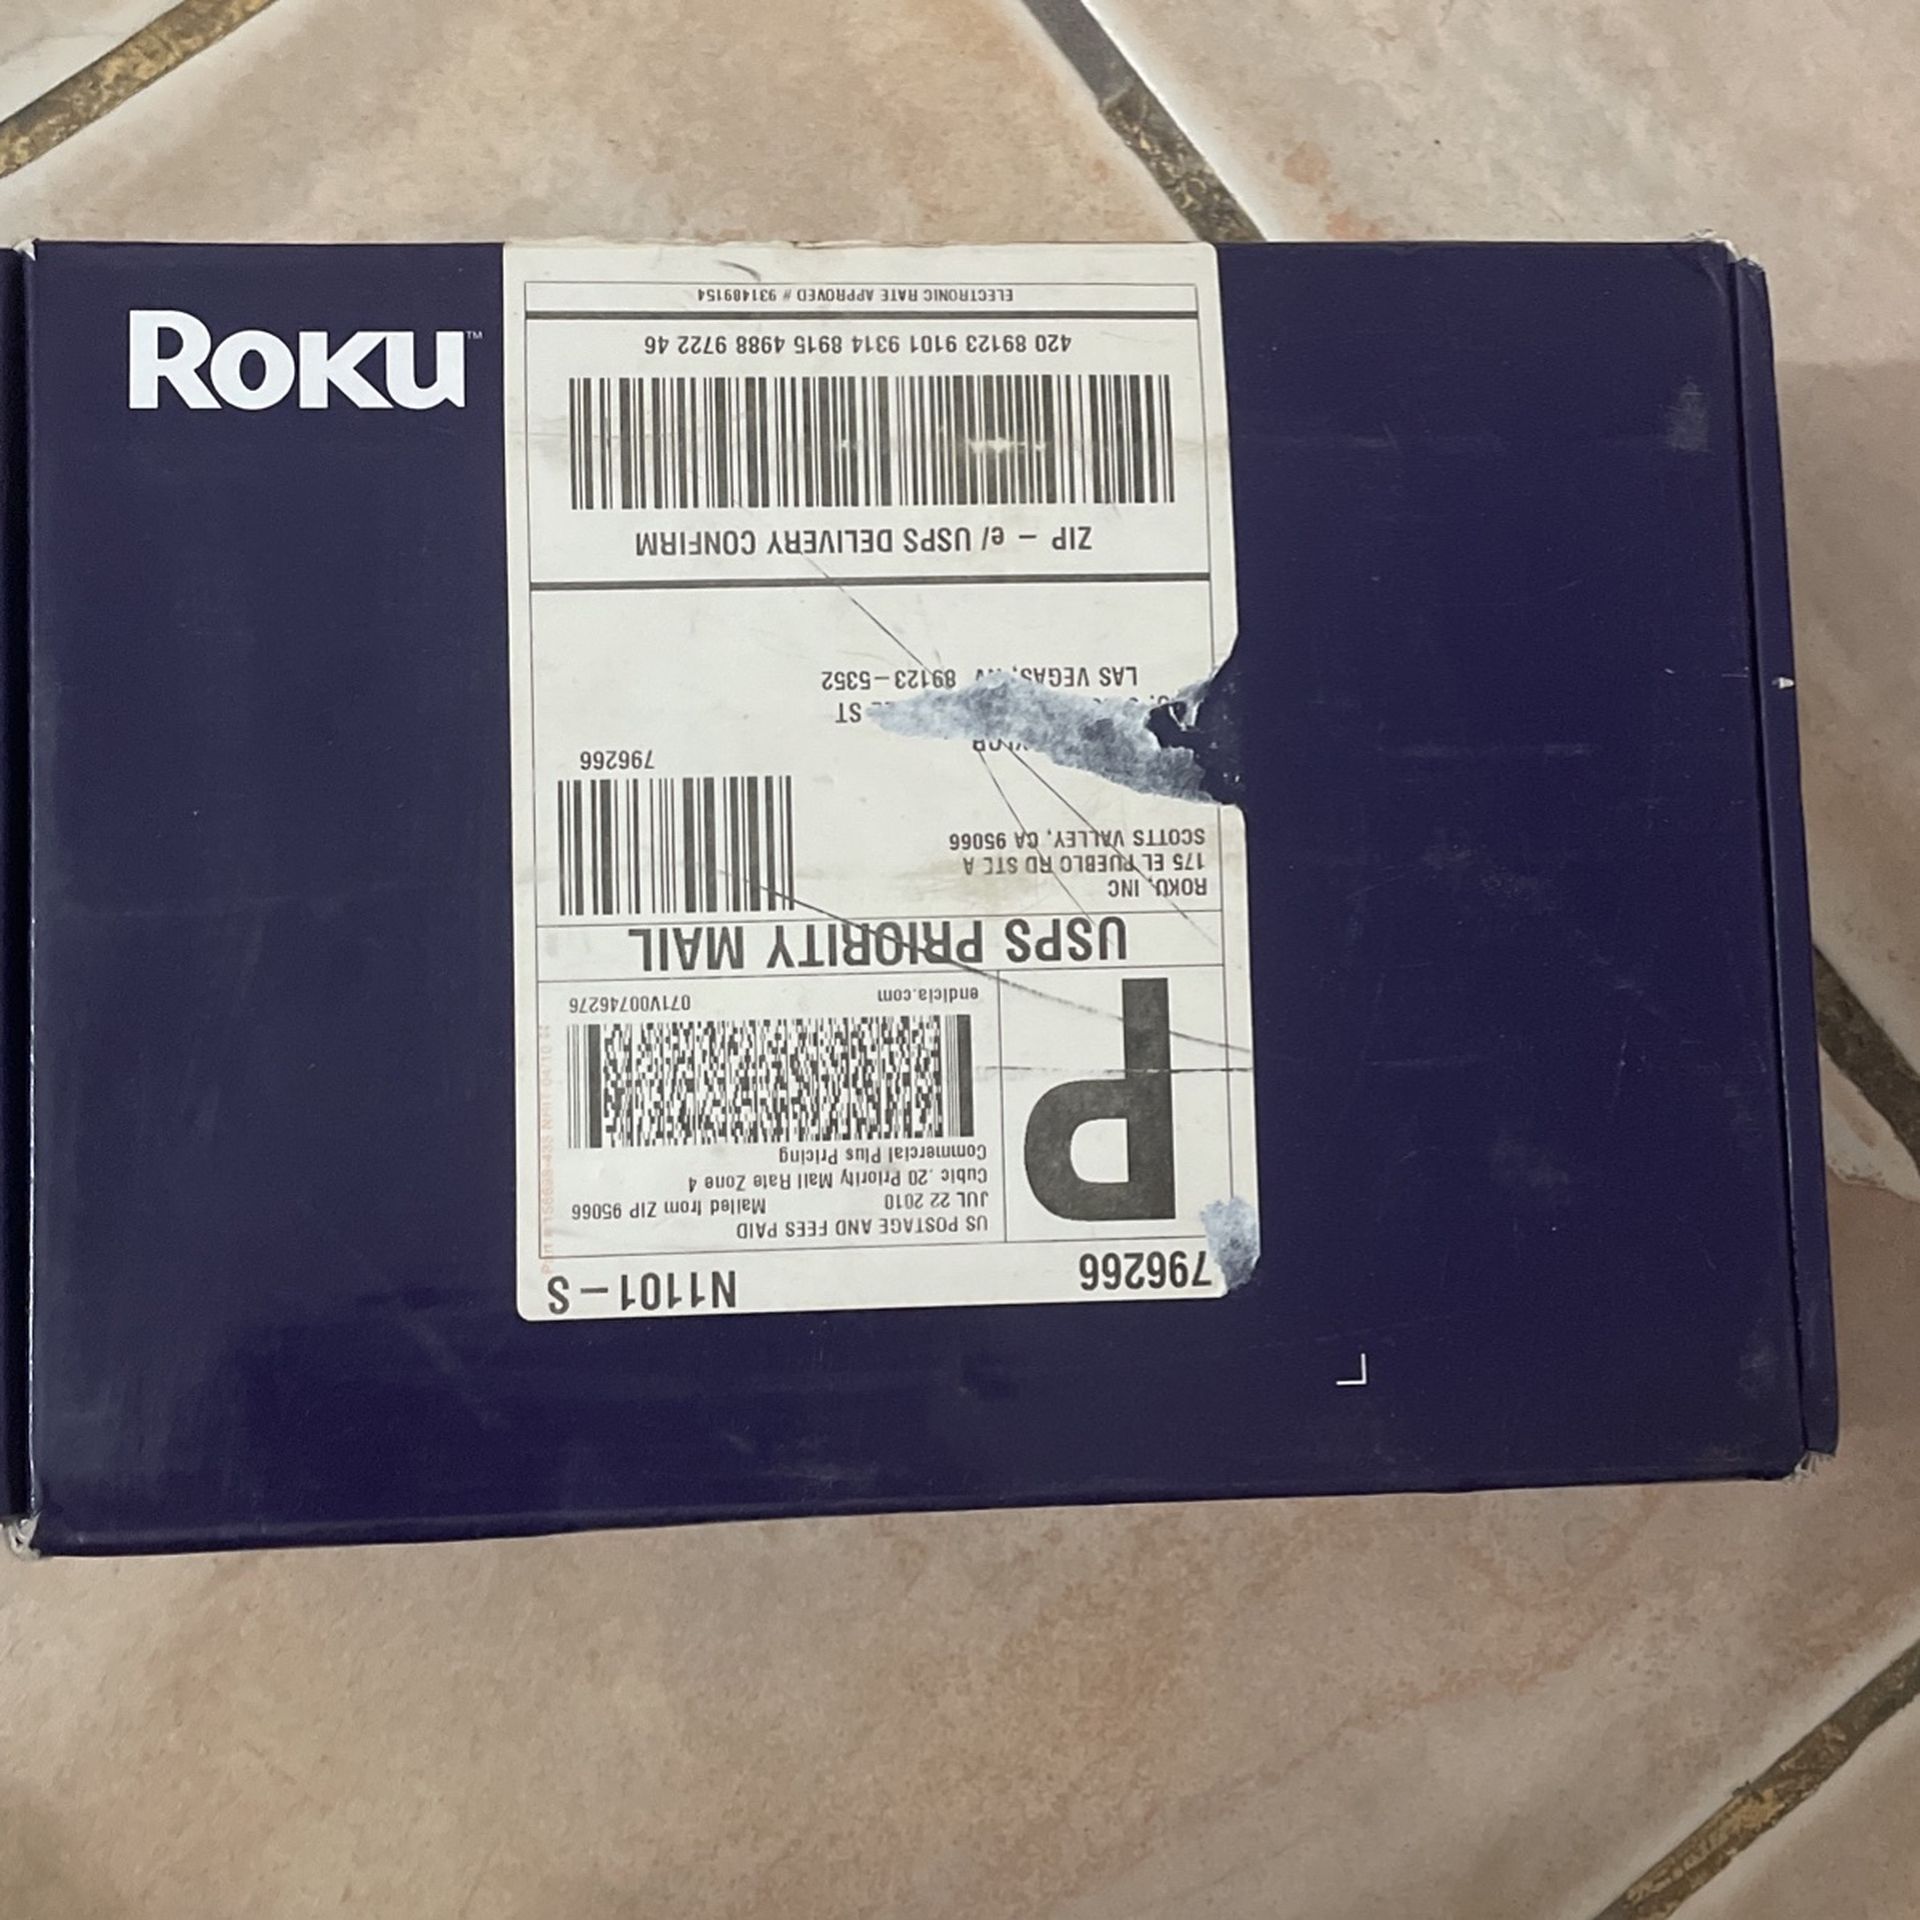 ROKU™
796266 N1101-S
US POSTAGE AND FEES PAID
JUL 22 2010 Mailed from ZIP 95066
Cubic .20 Priority Mail Rate Zone 4
Commercial Plus Pricing
P
endicia.com 071V00746276
USPS PRIORITY MAIL
ROKU, INC
175 EL PUEBLO RD STE A
SCOTTS VALLEY, CA 95066
796266
ST
LAS VEGAS, 89123-5352
ZIP - e/ USPS DELIVERY CONFIRM
420 89123 9101 9314 8915 4988 9722 46
ELECTRONIC RATE APPROVED # 931489154